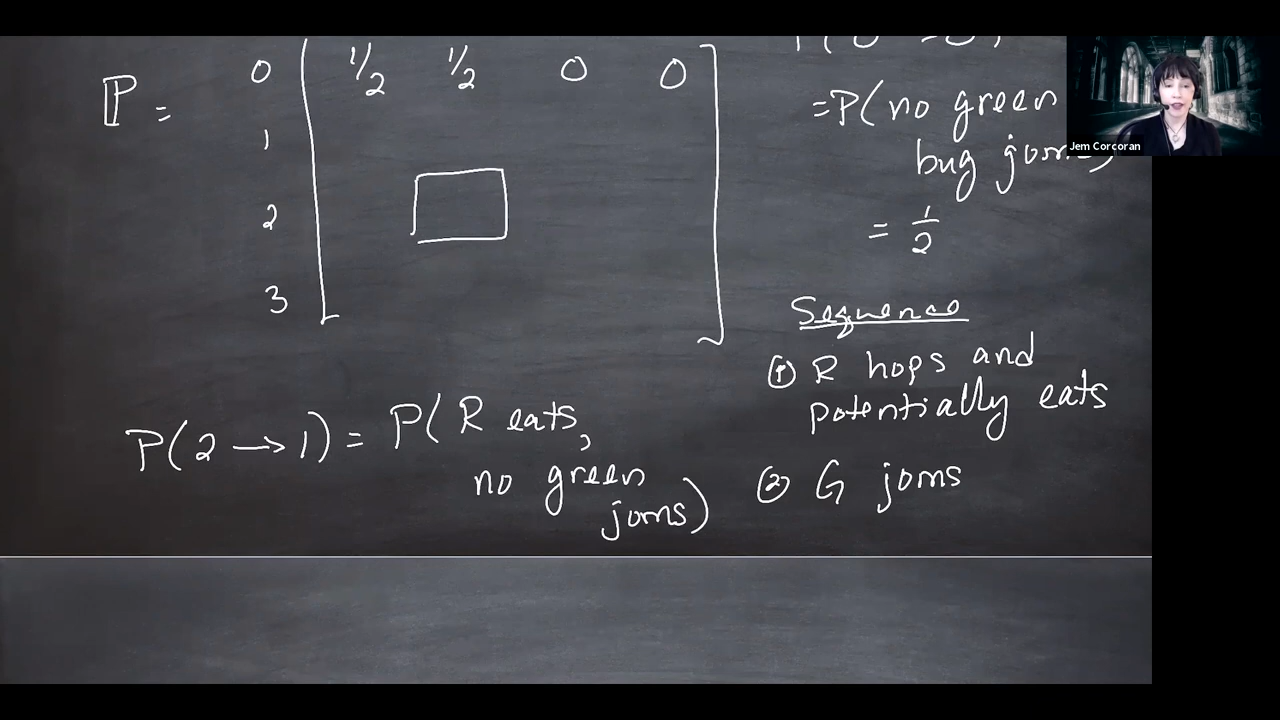 P =
0 1/2 1/2 0 0
1
2
3
= P( no green
bug joins)
= 1/2
Jem Corcoran
Sequence
① R hops and
potentially eats
② G joins
P( 2 → 1 ) = P( R eats,
no green
joins)